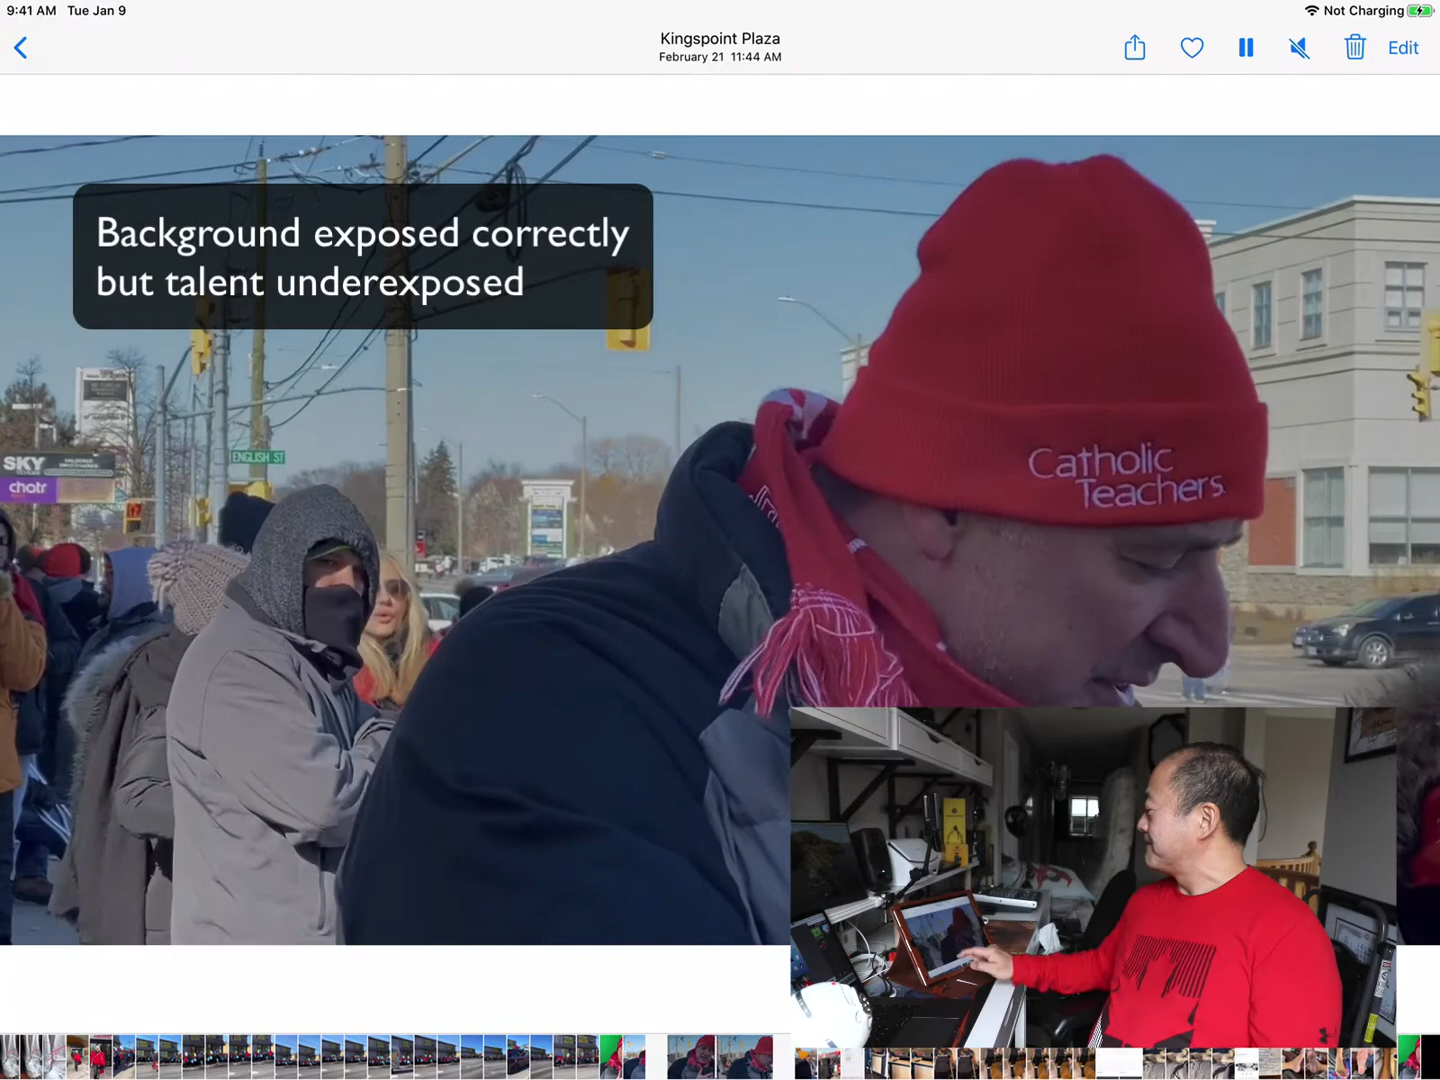 9:41 AM Tue Jan 9
Not Charging
Kingspoint Plaza
February 21 11:44 AM
Edit
Background exposed correctly
but talent underexposed
ENGLISH ST
SKY
Catholic
Teachers